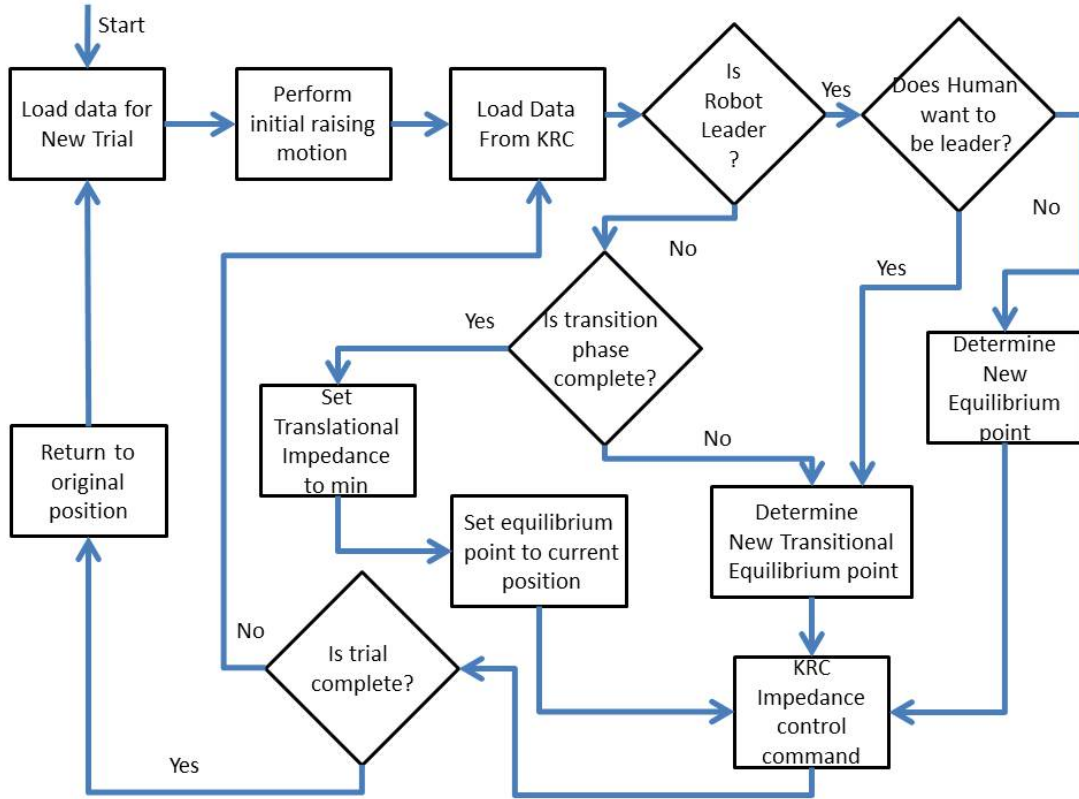 Start
Load data for
New Trial
Perform
initial raising
motion
Load Data
From KRC
Is
Robot
Leader
?
Yes
Does Human
want to
be leader?
No
No
Yes
Yes
Is transition
phase
complete?
Determine
New
Equilibrium
point
Set
Translational
Impedance
to min
No
Return to
original
position
Set equilibrium
point to current
position
Determine
New Transitional
Equilibrium point
No
Is trial
complete?
KRC
Impedance
control
command
Yes